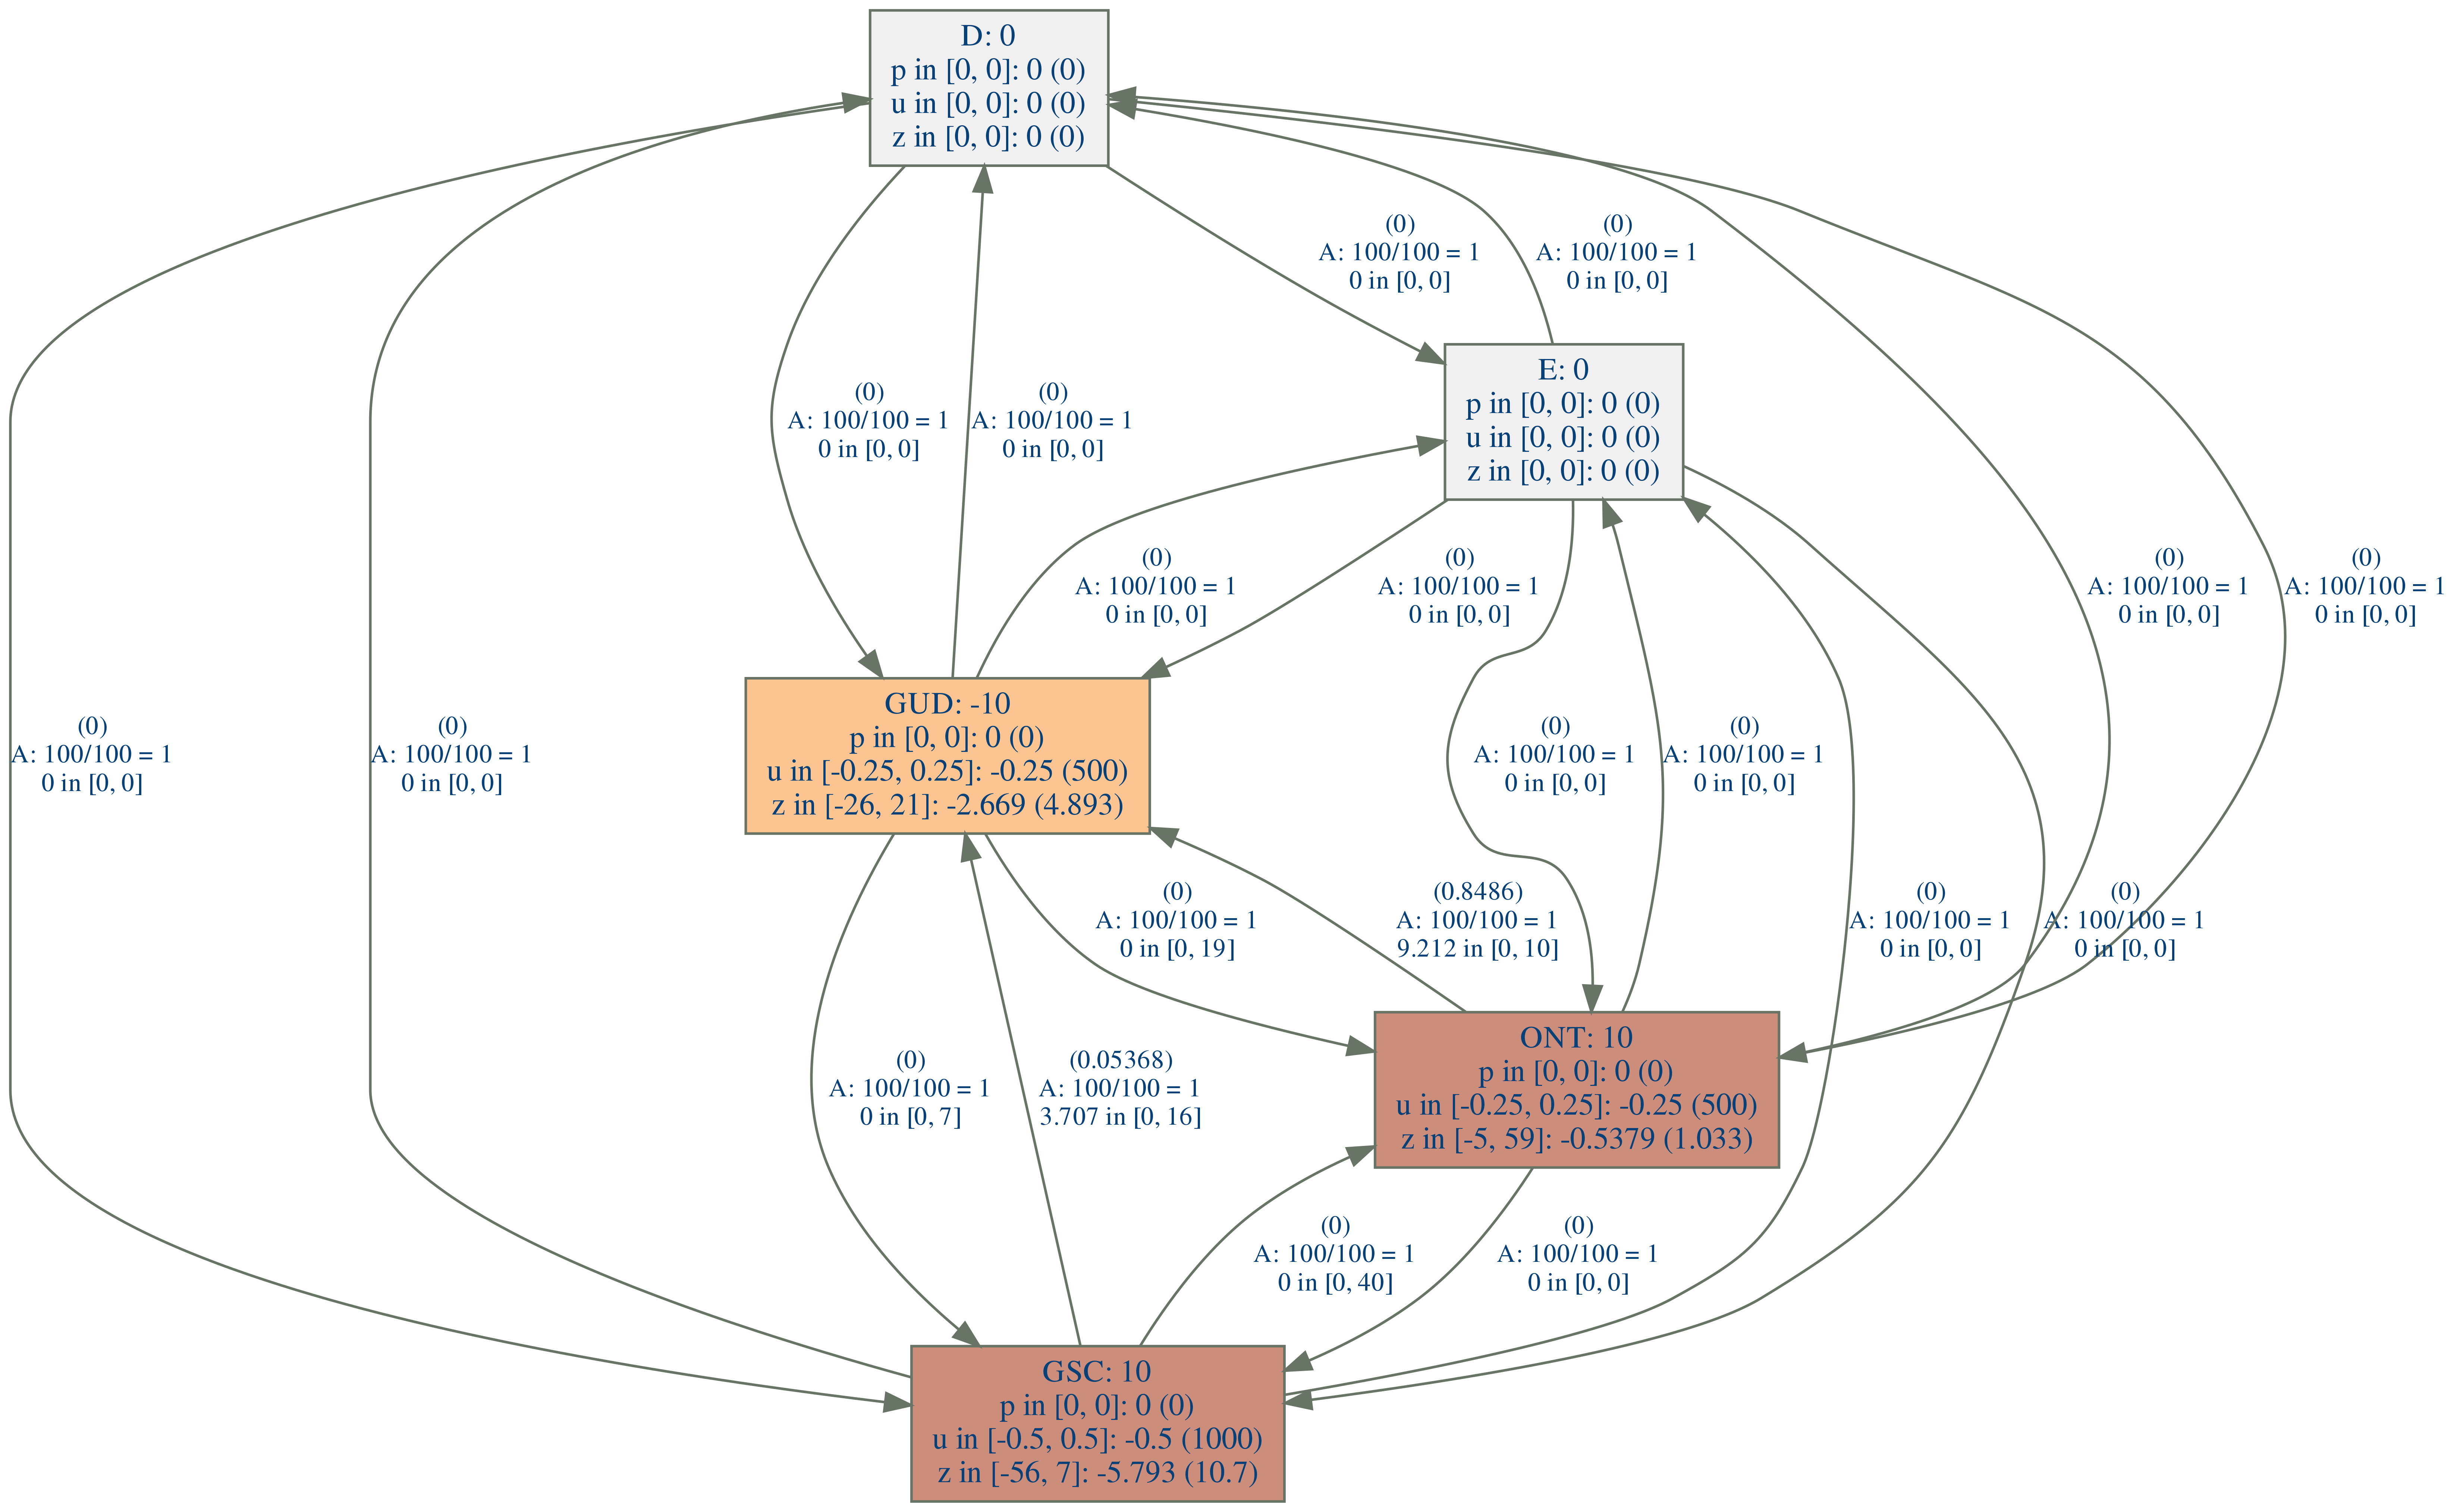 D: 0
p in [0, 0]: 0 (0)
u in [0, 0]: 0 (0)
z in [0, 0]: 0 (0)
(0)
A: 100/100 = 1
0 in [0, 0]
(0)
A: 100/100 = 1
0 in [0, 0]
E: 0
p in [0, 0]: 0 (0)
u in [0, 0]: 0 (0)
z in [0, 0]: 0 (0)
(0)
A: 100/100 = 1
0 in [0, 0]
(0)
A: 100/100 = 1
0 in [0, 0]
(0)
A: 100/100 = 1
0 in [0, 0]
(0)
A: 100/100 = 1
0 in [0, 0]
(0)
A: 100/100 = 1
0 in [0, 0]
(0)
A: 100/100 = 1
0 in [0, 0]
(0)
A: 100/100 = 1
0 in [0, 0]
(0)
A: 100/100 = 1
0 in [0, 0]
GUD: -10
p in [0, 0]: 0 (0)
u in [-0.25, 0.25]: -0.25 (500)
z in [-26, 21]: -2.669 (4.893)
(0)
A: 100/100 = 1
0 in [0, 0]
(0)
A: 100/100 = 1
0 in [0, 0]
(0)
A: 100/100 = 1
0 in [0, 19]
(0.8486)
A: 100/100 = 1
9.212 in [0, 10]
(0)
A: 100/100 = 1
0 in [0, 0]
(0)
A: 100/100 = 1
0 in [0, 0]
(0)
A: 100/100 = 1
0 in [0, 7]
(0.05368)
A: 100/100 = 1
3.707 in [0, 16]
ONT: 10
p in [0, 0]: 0 (0)
u in [-0.25, 0.25]: -0.25 (500)
z in [-5, 59]: -0.5379 (1.033)
(0)
A: 100/100 = 1
0 in [0, 40]
(0)
A: 100/100 = 1
0 in [0, 0]
GSC: 10
p in [0, 0]: 0 (0)
u in [-0.5, 0.5]: -0.5 (1000)
z in [-56, 7]: -5.793 (10.7)